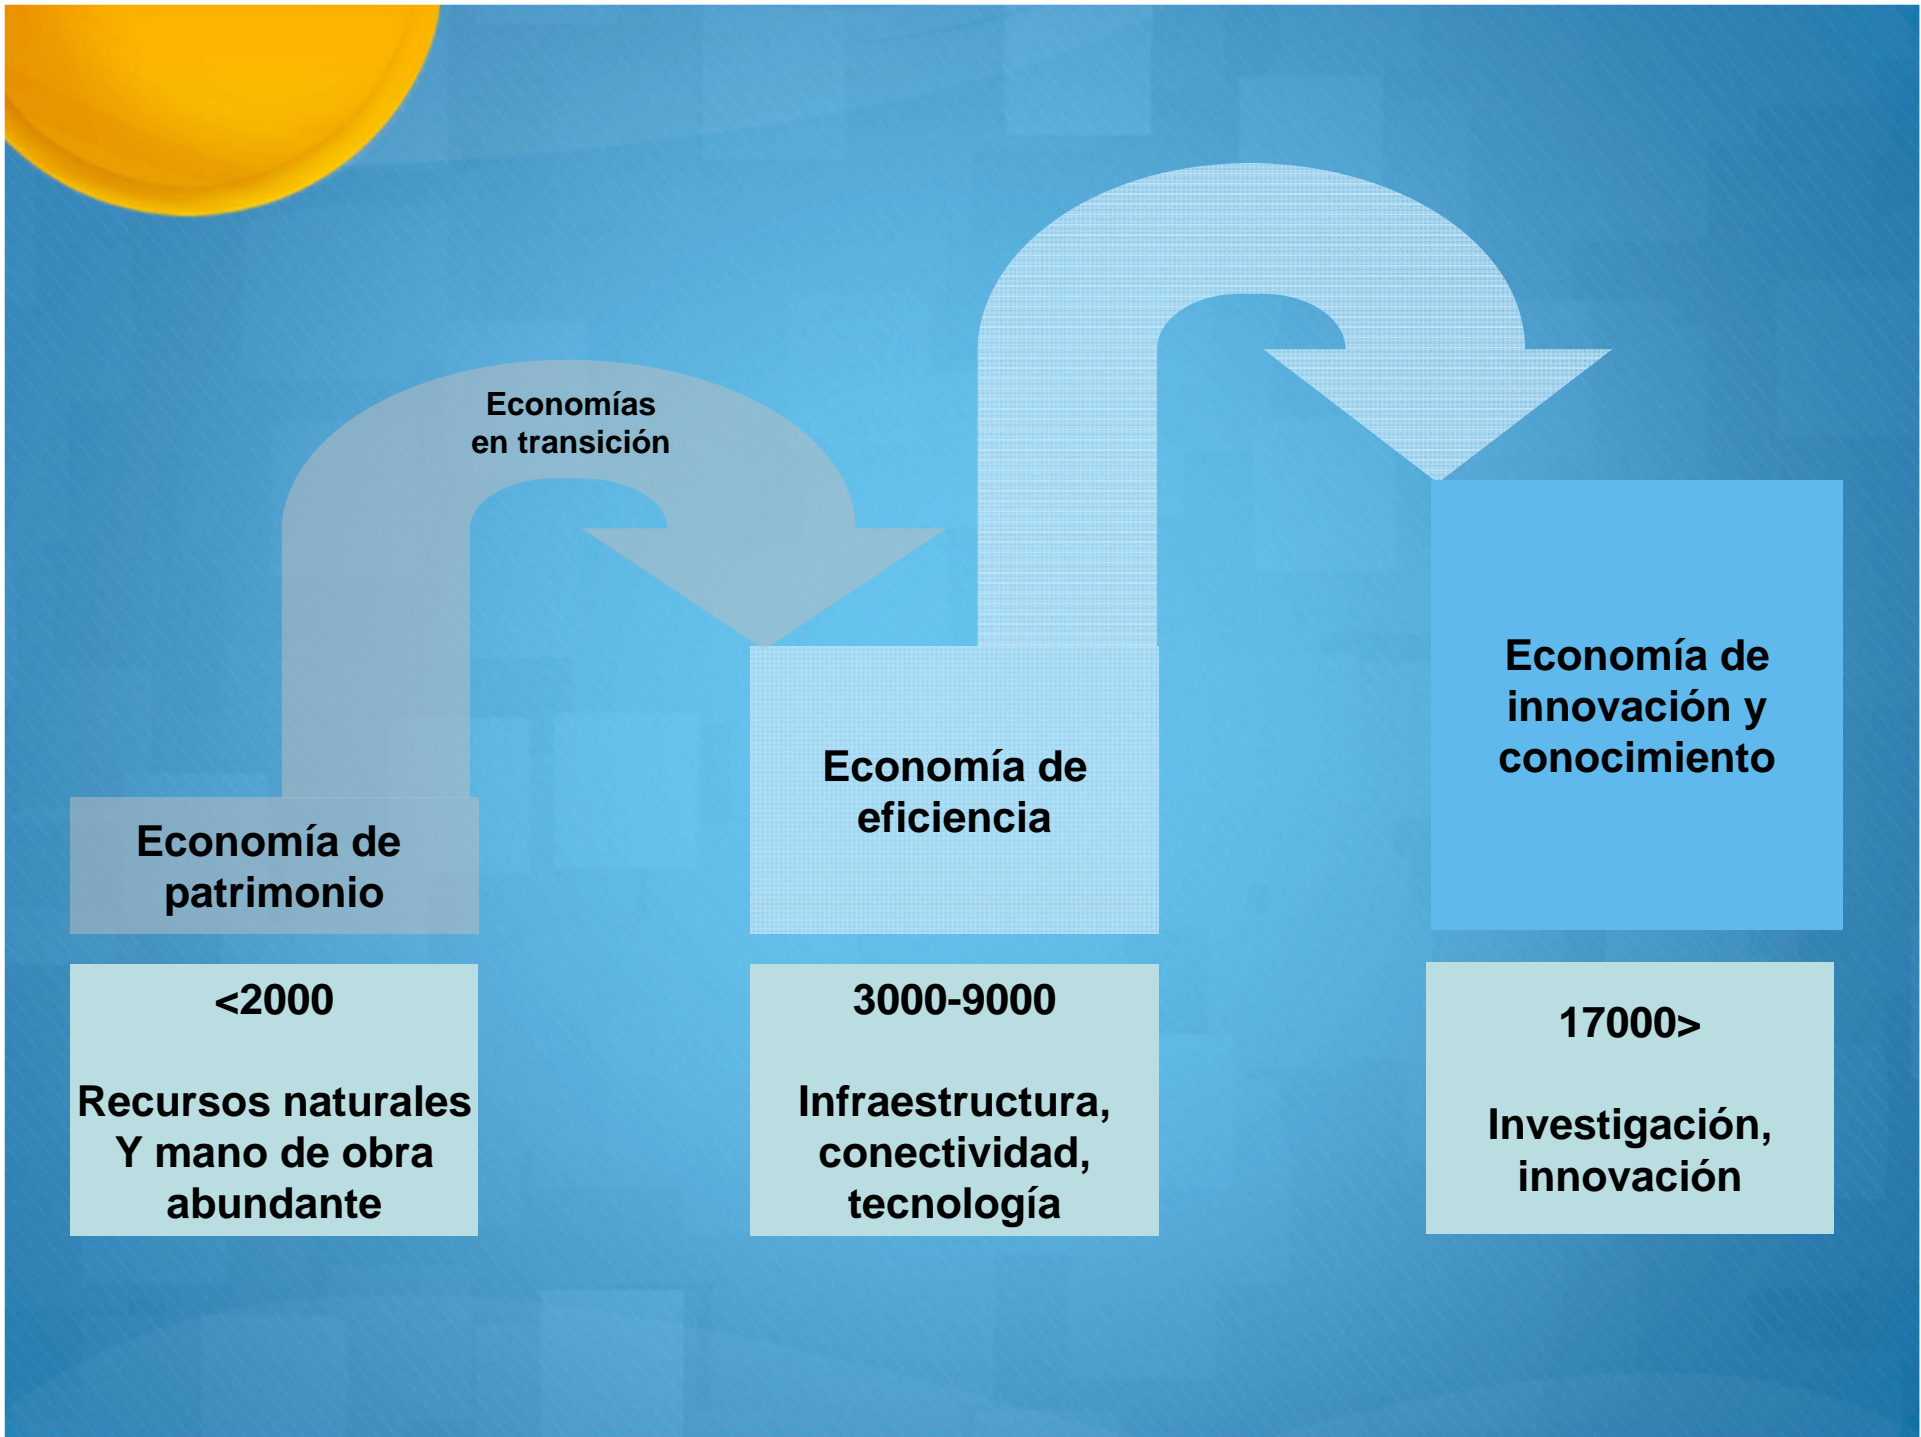 Economías
en transición
Economía de
patrimonio
Economía de
eficiencia
Economía de
innovación y
conocimiento
<2000
Recursos naturales
Y mano de obra
abundante
3000-9000
Infraestructura,
conectividad,
tecnología
17000>
Investigación,
innovación